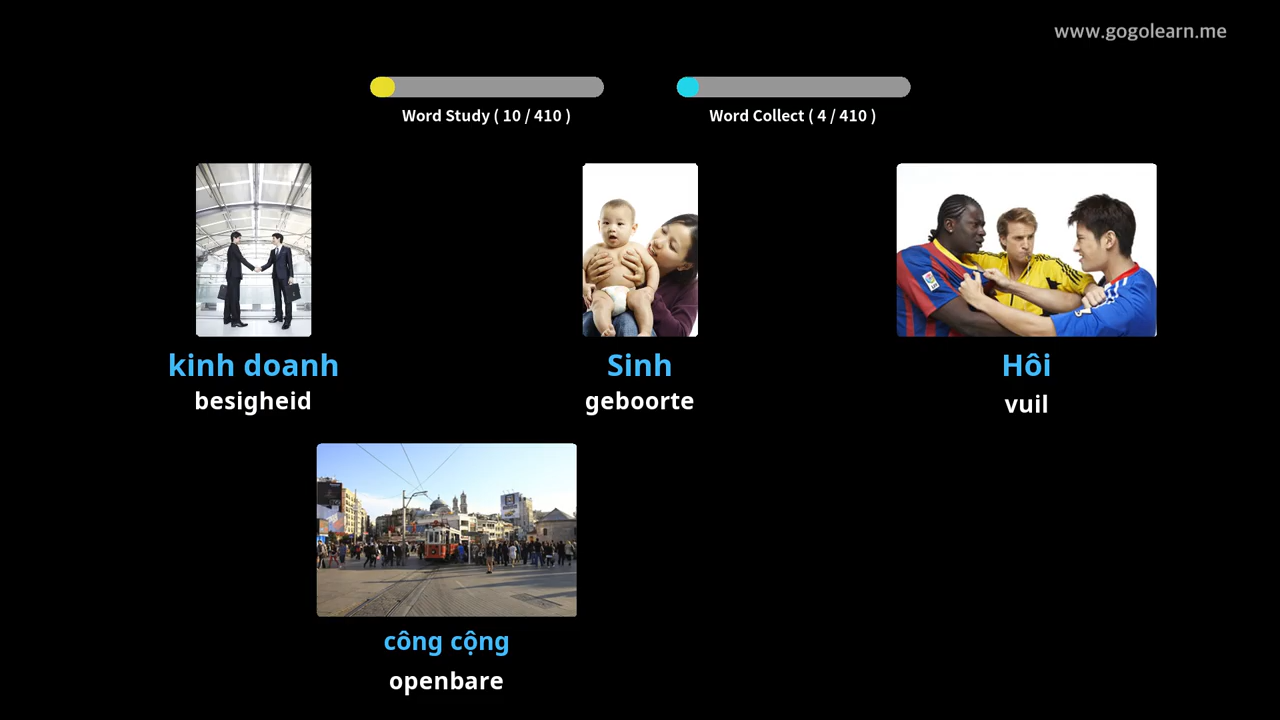 www.gogolearn.me
Word Study ( 10 / 410 )
Word Collect ( 4 / 410 )
kinh doanh
besigheid
Sinh
geboorte
Hôi
vuil
công cộng
openbare